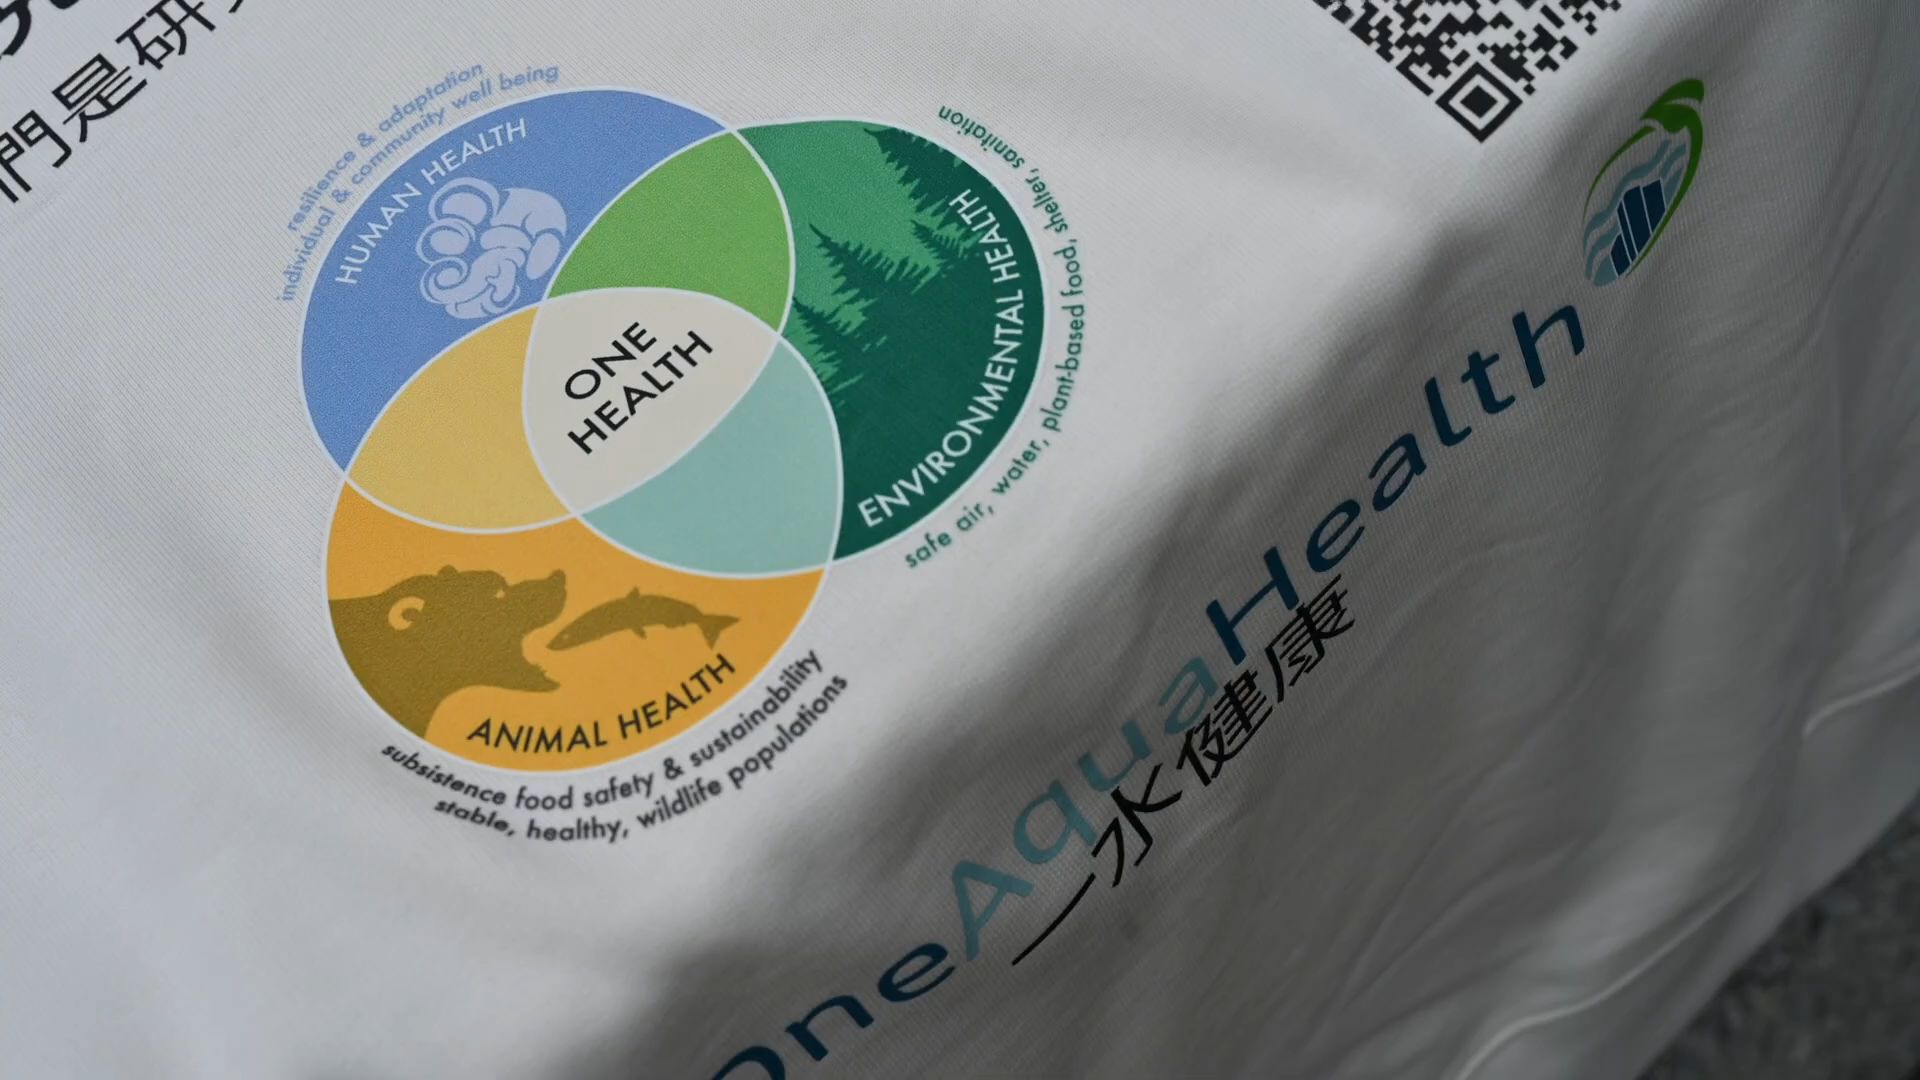 們是研
resilience & adaptation
individual & community well being
HUMAN HEALTH
ENVIRONMENTAL HEALTH
safe air, water, plant-based food, shelter, sanitation
ONE
HEALTH
ANIMAL HEALTH
subsistence food safety & sustainability
stable, healthy, wildlife populations
OneAquaHealth
一水健康